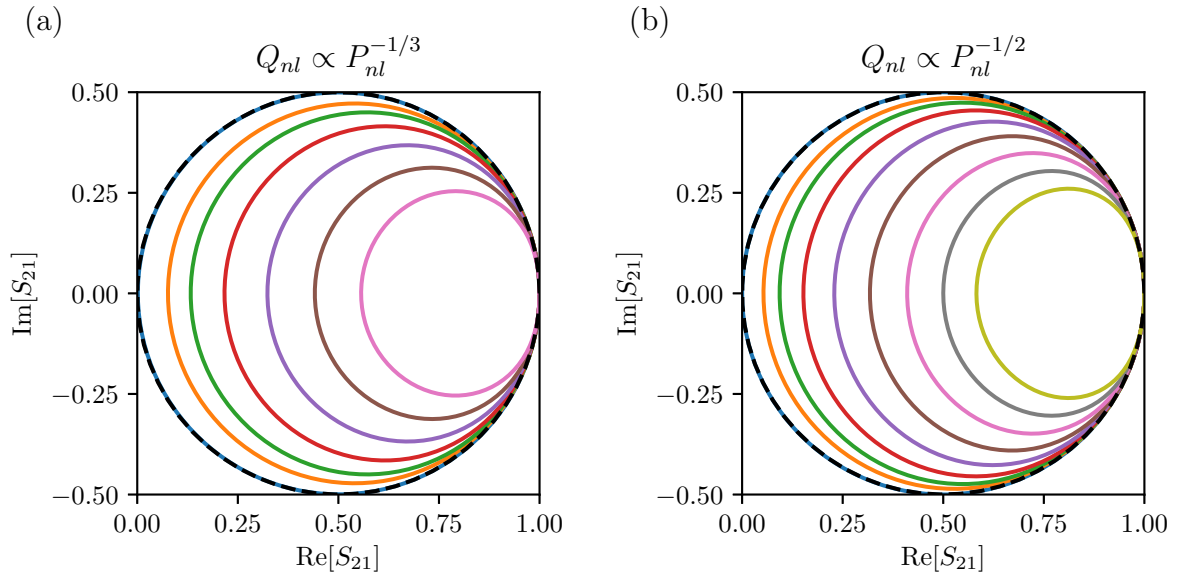 (a)
Q_{nl} ∝ P_{nl}^{-1/3}
0.50
0.25
0.00
−0.25
−0.50
Im[S_{21}]
0.00 0.25 0.50 0.75 1.00
Re[S_{21}]
(b)
Q_{nl} ∝ P_{nl}^{-1/2}
0.50
0.25
0.00
−0.25
−0.50
Im[S_{21}]
0.00 0.25 0.50 0.75 1.00
Re[S_{21}]